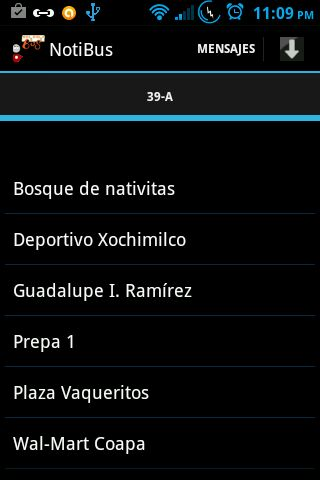 11:09 PM
NotiBus
MENSAJES
39-A
Bosque de nativitas
Deportivo Xochimilco
Guadalupe I. Ramírez
Prepa 1
Plaza Vaqueritos
Wal-Mart Coapa